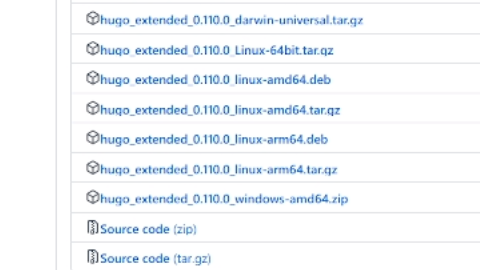 hugo_extended_0.110.0_darwin-universal.tar.gz
hugo_extended_0.110.0_Linux-64bit.tar.gz
hugo_extended_0.110.0_linux-amd64.deb
hugo_extended_0.110.0_linux-amd64.tar.gz
hugo_extended_0.110.0_linux-arm64.deb
hugo_extended_0.110.0_linux-arm64.tar.gz
hugo_extended_0.110.0_windows-amd64.zip
Source code (zip)
Source code (tar.gz)